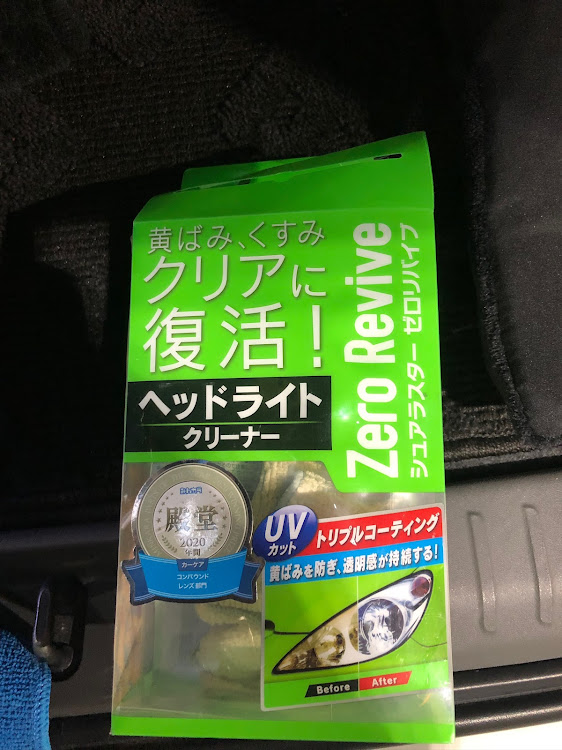 黄ばみ、くすみ
クリアに
復活！
ヘッドライト
クリーナー
Zero Revive
シュアラスター ゼロリバイブ
殿堂
2020
年間
カーケア
コンパウンド
レンズ部門
UV
カット
トリプルコーティング
黄ばみを防ぎ、透明感が持続する！
Before
After